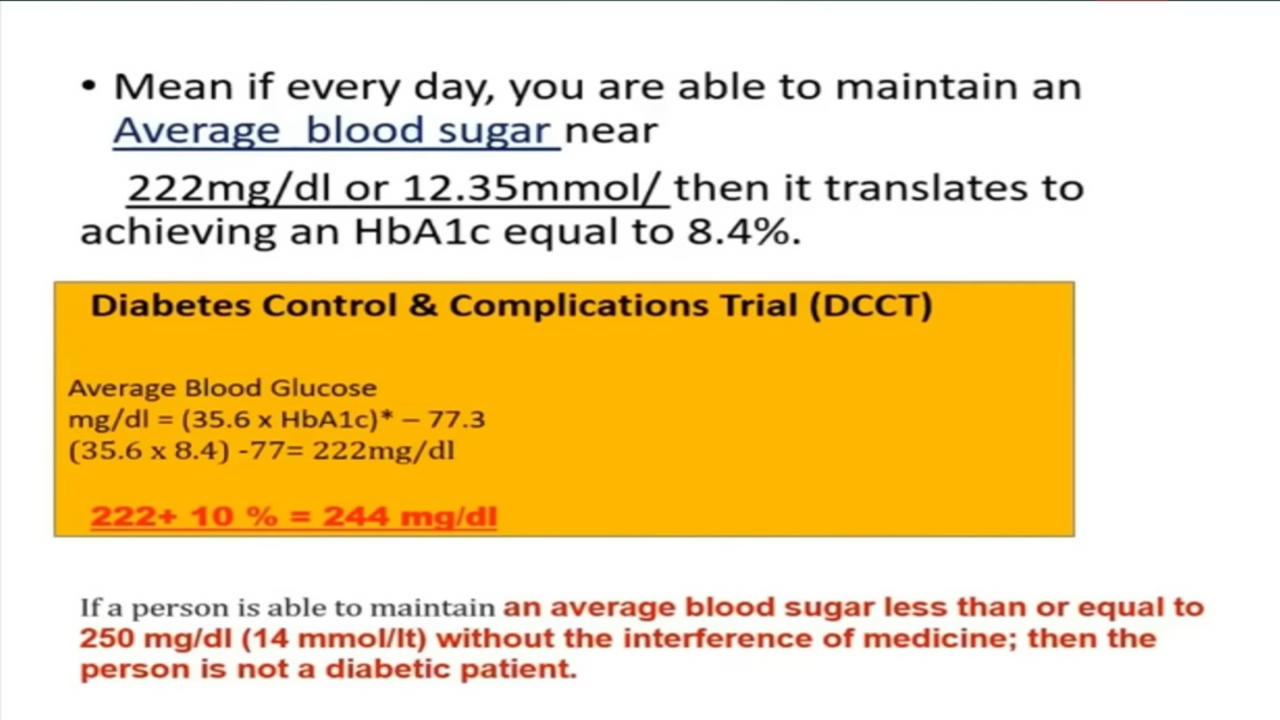 • Mean if every day, you are able to maintain an
Average blood sugar near
222mg/dl or 12.35mmol/ then it translates to
achieving an HbA1c equal to 8.4%.
Diabetes Control & Complications Trial (DCCT)
Average Blood Glucose
mg/dl = (35.6 x HbA1c)* – 77.3
(35.6 x 8.4) -77= 222mg/dl
222+ 10 % = 244 mg/dl
If a person is able to maintain an average blood sugar less than or equal to
250 mg/dl (14 mmol/lt) without the interference of medicine; then the
person is not a diabetic patient.